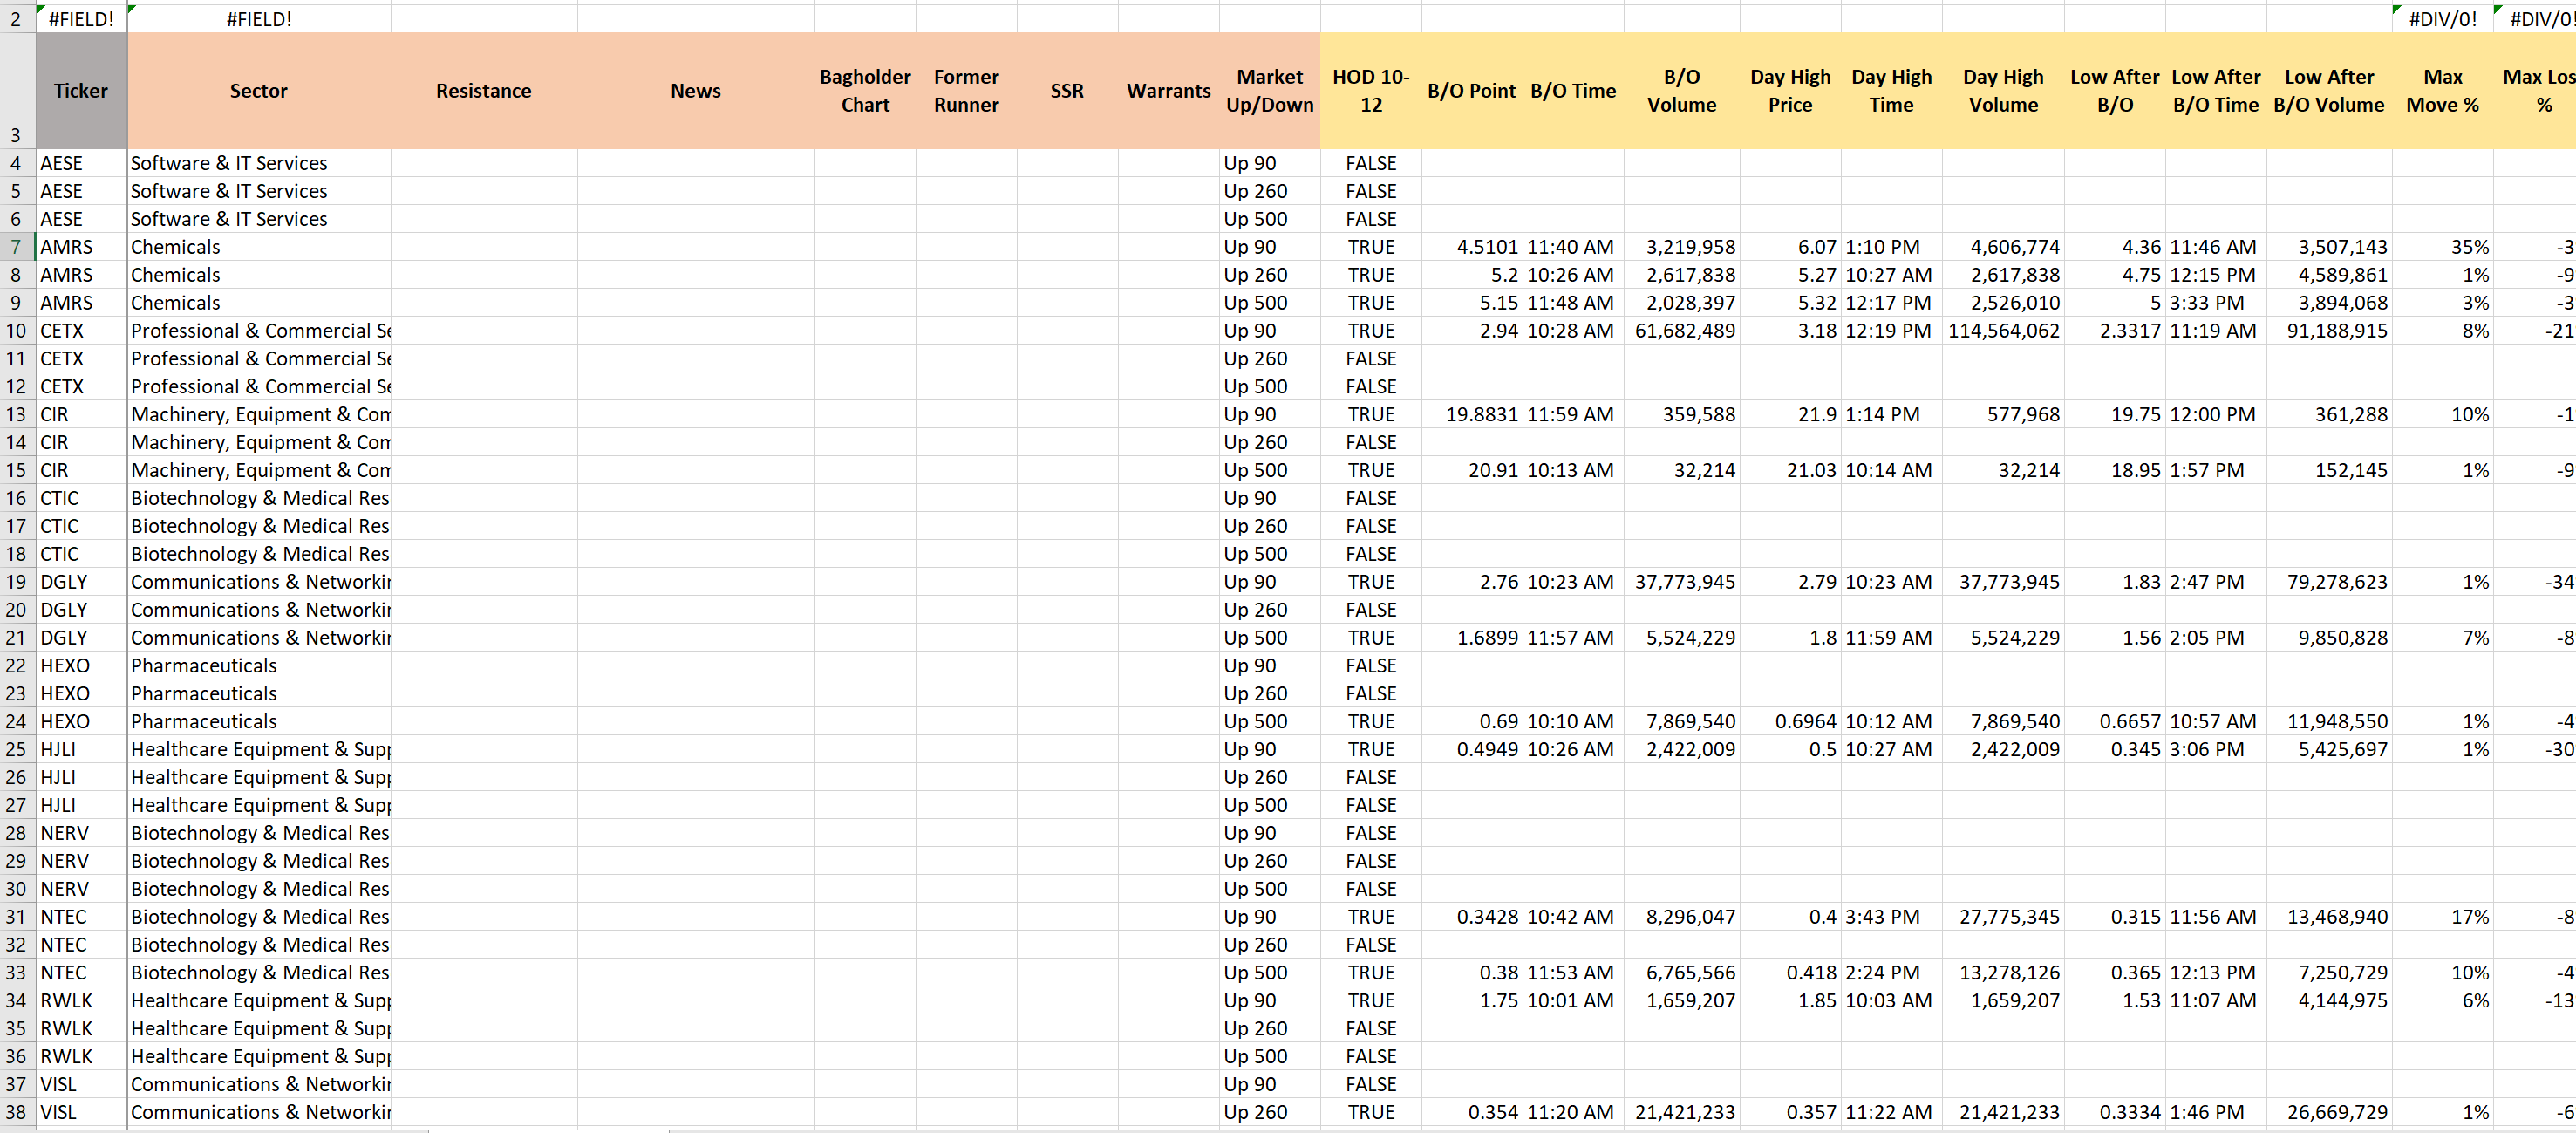 2 #FIELD! #FIELD! #DIV/0! #DIV/0!
3 Ticker Sector Resistance News Bagholder Chart Former Runner SSR Warrants Market Up/Down HOD 10-12 B/O Point B/O Time B/O Volume Day High Price Day High Time Day High Volume Low After B/O Low After B/O Time Low After B/O Volume Max Move % Max Los %
4 AESE Software & IT Services Up 90 FALSE
5 AESE Software & IT Services Up 260 FALSE
6 AESE Software & IT Services Up 500 FALSE
7 AMRS Chemicals Up 90 TRUE 4.5101 11:40 AM 3,219,958 6.07 1:10 PM 4,606,774 4.36 11:46 AM 3,507,143 35% -3
8 AMRS Chemicals Up 260 TRUE 5.2 10:26 AM 2,617,838 5.27 10:27 AM 2,617,838 4.75 12:15 PM 4,589,861 1% -9
9 AMRS Chemicals Up 500 TRUE 5.15 11:48 AM 2,028,397 5.32 12:17 PM 2,526,010 5 3:33 PM 3,894,068 3% -3
10 CETX Professional & Commercial Se Up 90 TRUE 2.94 10:28 AM 61,682,489 3.18 12:19 PM 114,564,062 2.3317 11:19 AM 91,188,915 8% -21
11 CETX Professional & Commercial Se Up 260 FALSE
12 CETX Professional & Commercial Se Up 500 FALSE
13 CIR Machinery, Equipment & Com Up 90 TRUE 19.8831 11:59 AM 359,588 21.9 1:14 PM 577,968 19.75 12:00 PM 361,288 10% -1
14 CIR Machinery, Equipment & Com Up 260 FALSE
15 CIR Machinery, Equipment & Com Up 500 TRUE 20.91 10:13 AM 32,214 21.03 10:14 AM 32,214 18.95 1:57 PM 152,145 1% -9
16 CTIC Biotechnology & Medical Res Up 90 FALSE
17 CTIC Biotechnology & Medical Res Up 260 FALSE
18 CTIC Biotechnology & Medical Res Up 500 FALSE
19 DGLY Communications & Networkin Up 90 TRUE 2.76 10:23 AM 37,773,945 2.79 10:23 AM 37,773,945 1.83 2:47 PM 79,278,623 1% -34
20 DGLY Communications & Networkin Up 260 FALSE
21 DGLY Communications & Networkin Up 500 TRUE 1.6899 11:57 AM 5,524,229 1.8 11:59 AM 5,524,229 1.56 2:05 PM 9,850,828 7% -8
22 HEXO Pharmaceuticals Up 90 FALSE
23 HEXO Pharmaceuticals Up 260 FALSE
24 HEXO Pharmaceuticals Up 500 TRUE 0.69 10:10 AM 7,869,540 0.6964 10:12 AM 7,869,540 0.6657 10:57 AM 11,948,550 1% -4
25 HJLI Healthcare Equipment & Supp Up 90 TRUE 0.4949 10:26 AM 2,422,009 0.5 10:27 AM 2,422,009 0.345 3:06 PM 5,425,697 1% -30
26 HJLI Healthcare Equipment & Supp Up 260 FALSE
27 HJLI Healthcare Equipment & Supp Up 500 FALSE
28 NERV Biotechnology & Medical Res Up 90 FALSE
29 NERV Biotechnology & Medical Res Up 260 FALSE
30 NERV Biotechnology & Medical Res Up 500 FALSE
31 NTEC Biotechnology & Medical Res Up 90 TRUE 0.3428 10:42 AM 8,296,047 0.4 3:43 PM 27,775,345 0.315 11:56 AM 13,468,940 17% -8
32 NTEC Biotechnology & Medical Res Up 260 FALSE
33 NTEC Biotechnology & Medical Res Up 500 TRUE 0.38 11:53 AM 6,765,566 0.418 2:24 PM 13,278,126 0.365 12:13 PM 7,250,729 10% -4
34 RWLK Healthcare Equipment & Supp Up 90 TRUE 1.75 10:01 AM 1,659,207 1.85 10:03 AM 1,659,207 1.53 11:07 AM 4,144,975 6% -13
35 RWLK Healthcare Equipment & Supp Up 260 FALSE
36 RWLK Healthcare Equipment & Supp Up 500 FALSE
37 VISL Communications & Networkin Up 90 FALSE
38 VISL Communications & Networkin Up 260 TRUE 0.354 11:20 AM 21,421,233 0.357 11:22 AM 21,421,233 0.3334 1:46 PM 26,669,729 1% -6